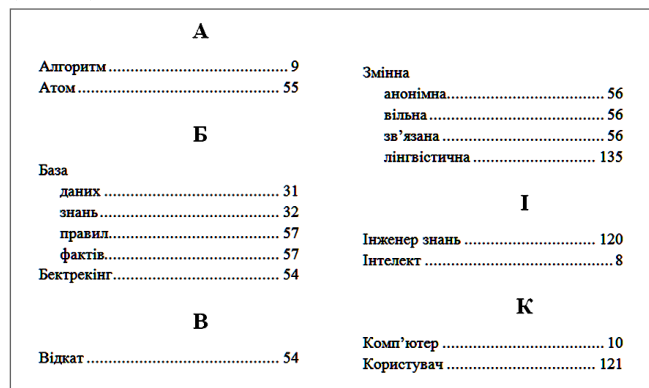 А
Алгоритм 9
Атом 55
Б
База
даних 31
знань 32
правил 57
фактів 57
Бектрекінг 54
В
Відкат 54
Змінна
анонімна 56
вільна 56
зв’язана 56
лінгвістична 135
І
Інженер знань 120
Інтелект 8
К
Комп’ютер 10
Користувач 121